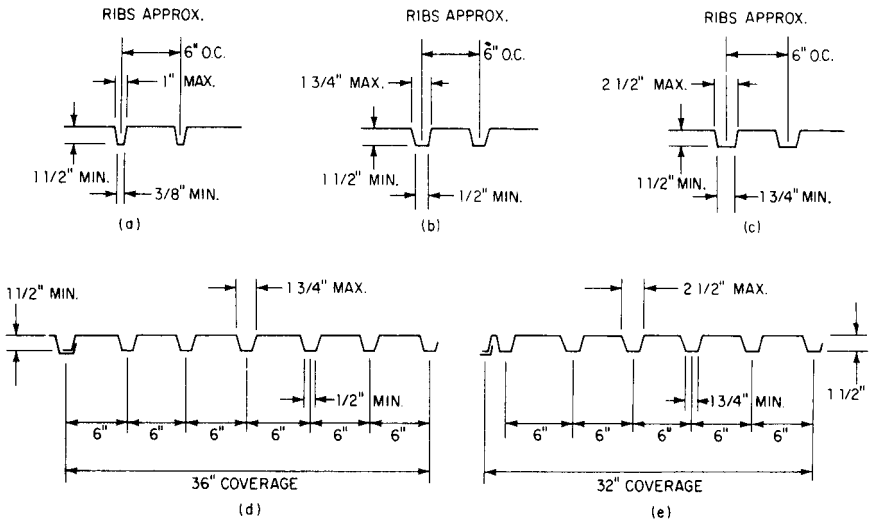 RIBS APPROX.
6" O.C.
1" MAX.
1 1/2" MIN.
3/8" MIN.
(a)
RIBS APPROX.
6" O.C.
1 3/4" MAX.
1 1/2" MIN.
1/2" MIN.
(b)
RIBS APPROX.
6" O.C.
2 1/2" MAX.
1 1/2" MIN.
1 3/4" MIN.
(c)
1 1/2" MIN.
1 3/4" MAX.
1/2" MIN.
6" 6" 6" 6" 6" 6"
36" COVERAGE
(d)
2 1/2" MAX.
1 1/2"
1 3/4" MIN.
6" 6" 6" 6" 6"
32" COVERAGE
(e)